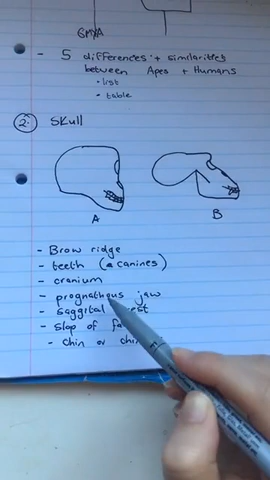 GMYA
- 5 differences + similarities
between Apes + Humans
• list
• table
2. Skull
A
B
- Brow ridge
- teeth (canines)
- cranium
- prognathous jaw
- saggital
- slop of
- chin or